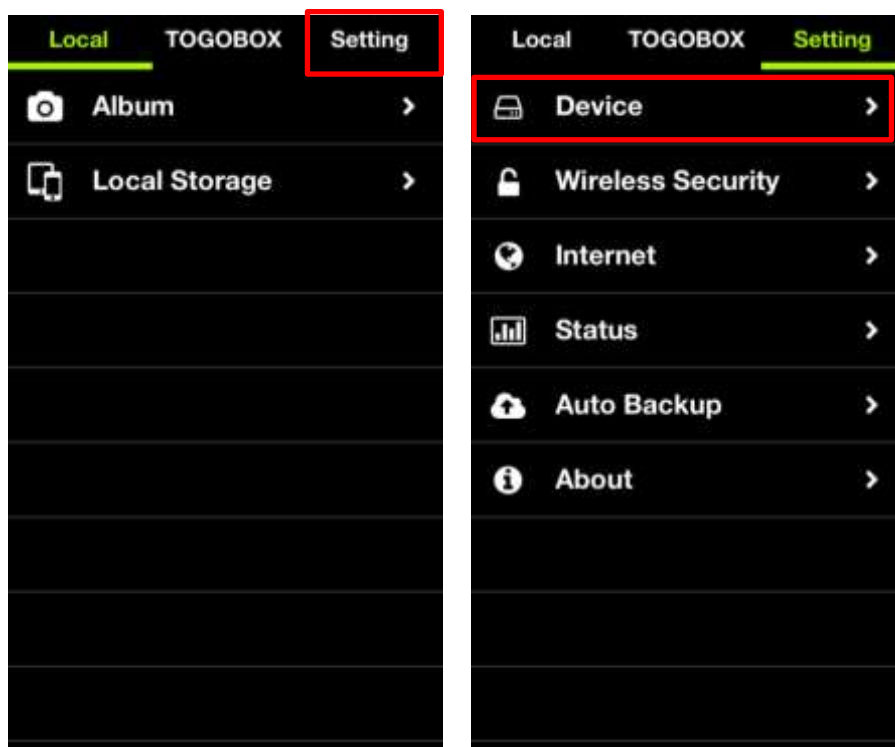 Local TOGOBOX Setting
Album
Local Storage
Local TOGOBOX Setting
Device
Wireless Security
Internet
Status
Auto Backup
About